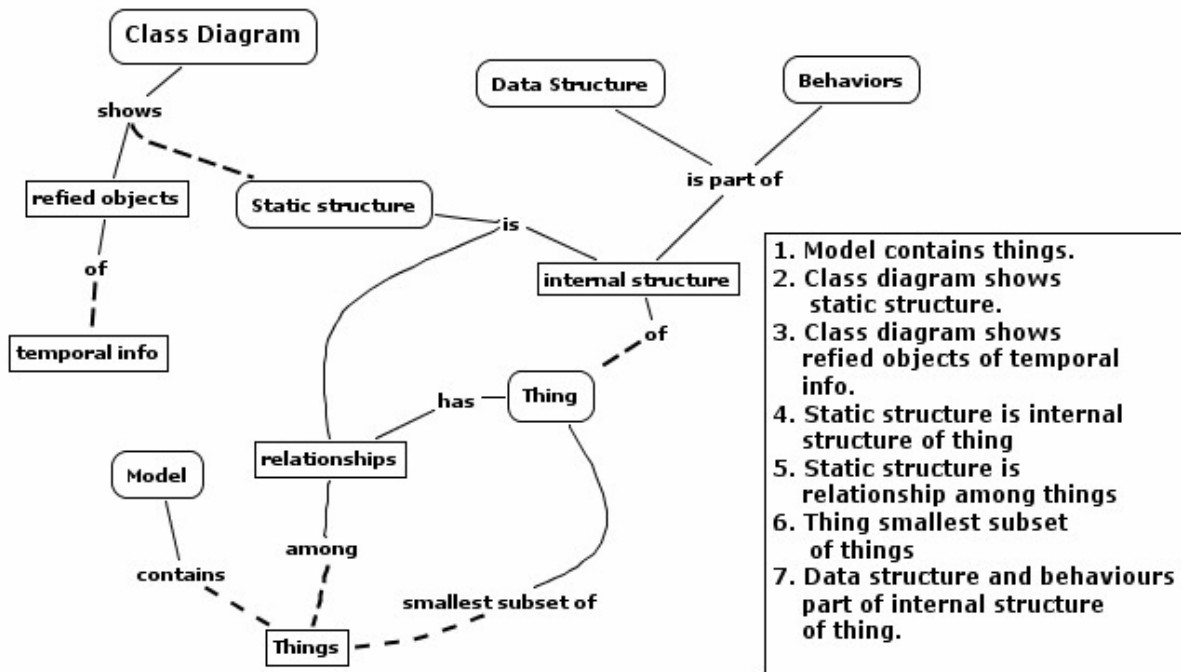 Class Diagram
Data Structure
Behaviors
shows
is part of
refied objects
Static structure
is
internal structure
of
of
temporal info
Thing
has
relationships
Model
among
contains
smallest subset of
Things
1. Model contains things.
2. Class diagram shows
static structure.
3. Class diagram shows
refied objects of temporal
info.
4. Static structure is internal
structure of thing
5. Static structure is
relationship among things
6. Thing smallest subset
of things
7. Data structure and behaviours
part of internal structure
of thing.